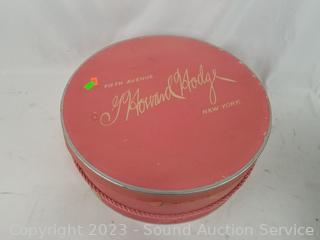 FIFTH AVENUE
G Howard Hodge
NEW YORK
Copyright 2023 - Sound Auction Service